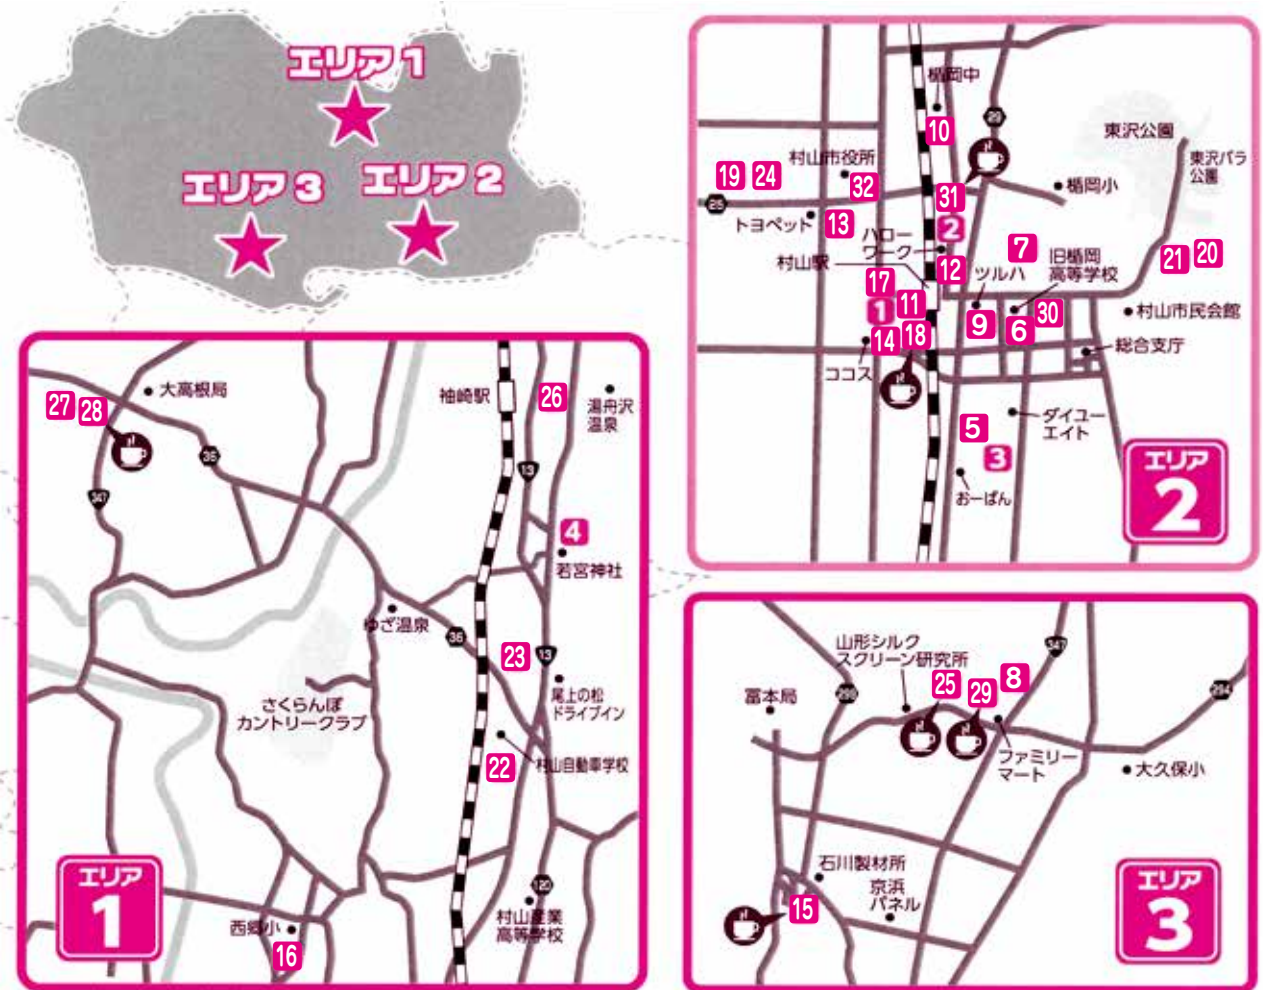 エリア1
エリア3
エリア2
楯岡中
10
29
東沢公園
村山市役所
東沢バラ
公園
19
24
32
31
楯岡小
25
トヨペット
13
ハロー
ワーク
2
7
村山駅
12
旧楯岡
高等学校
21
20
17
ツルハ
1
11
9
6
30
村山市民会館
14
18
総合支庁
ココス
5
ダイユー
エイト
3
おーばん
エリア
2
大高根局
27
28
袖崎駅
26
湯舟沢
温泉
36
13
347
4
若宮神社
ゆざ温泉
36
23
13
さくらんぼ
カントリークラブ
尾上の松
ドライブイン
22
村山自動車学校
エリア
1
120
村山産業
高等学校
西郷小
16
山形シルク
スクリーン研究所
347
25
29
8
富本局
294
ファミリー
マート
大久保小
石川製材所
京浜
パネル
15
エリア
3